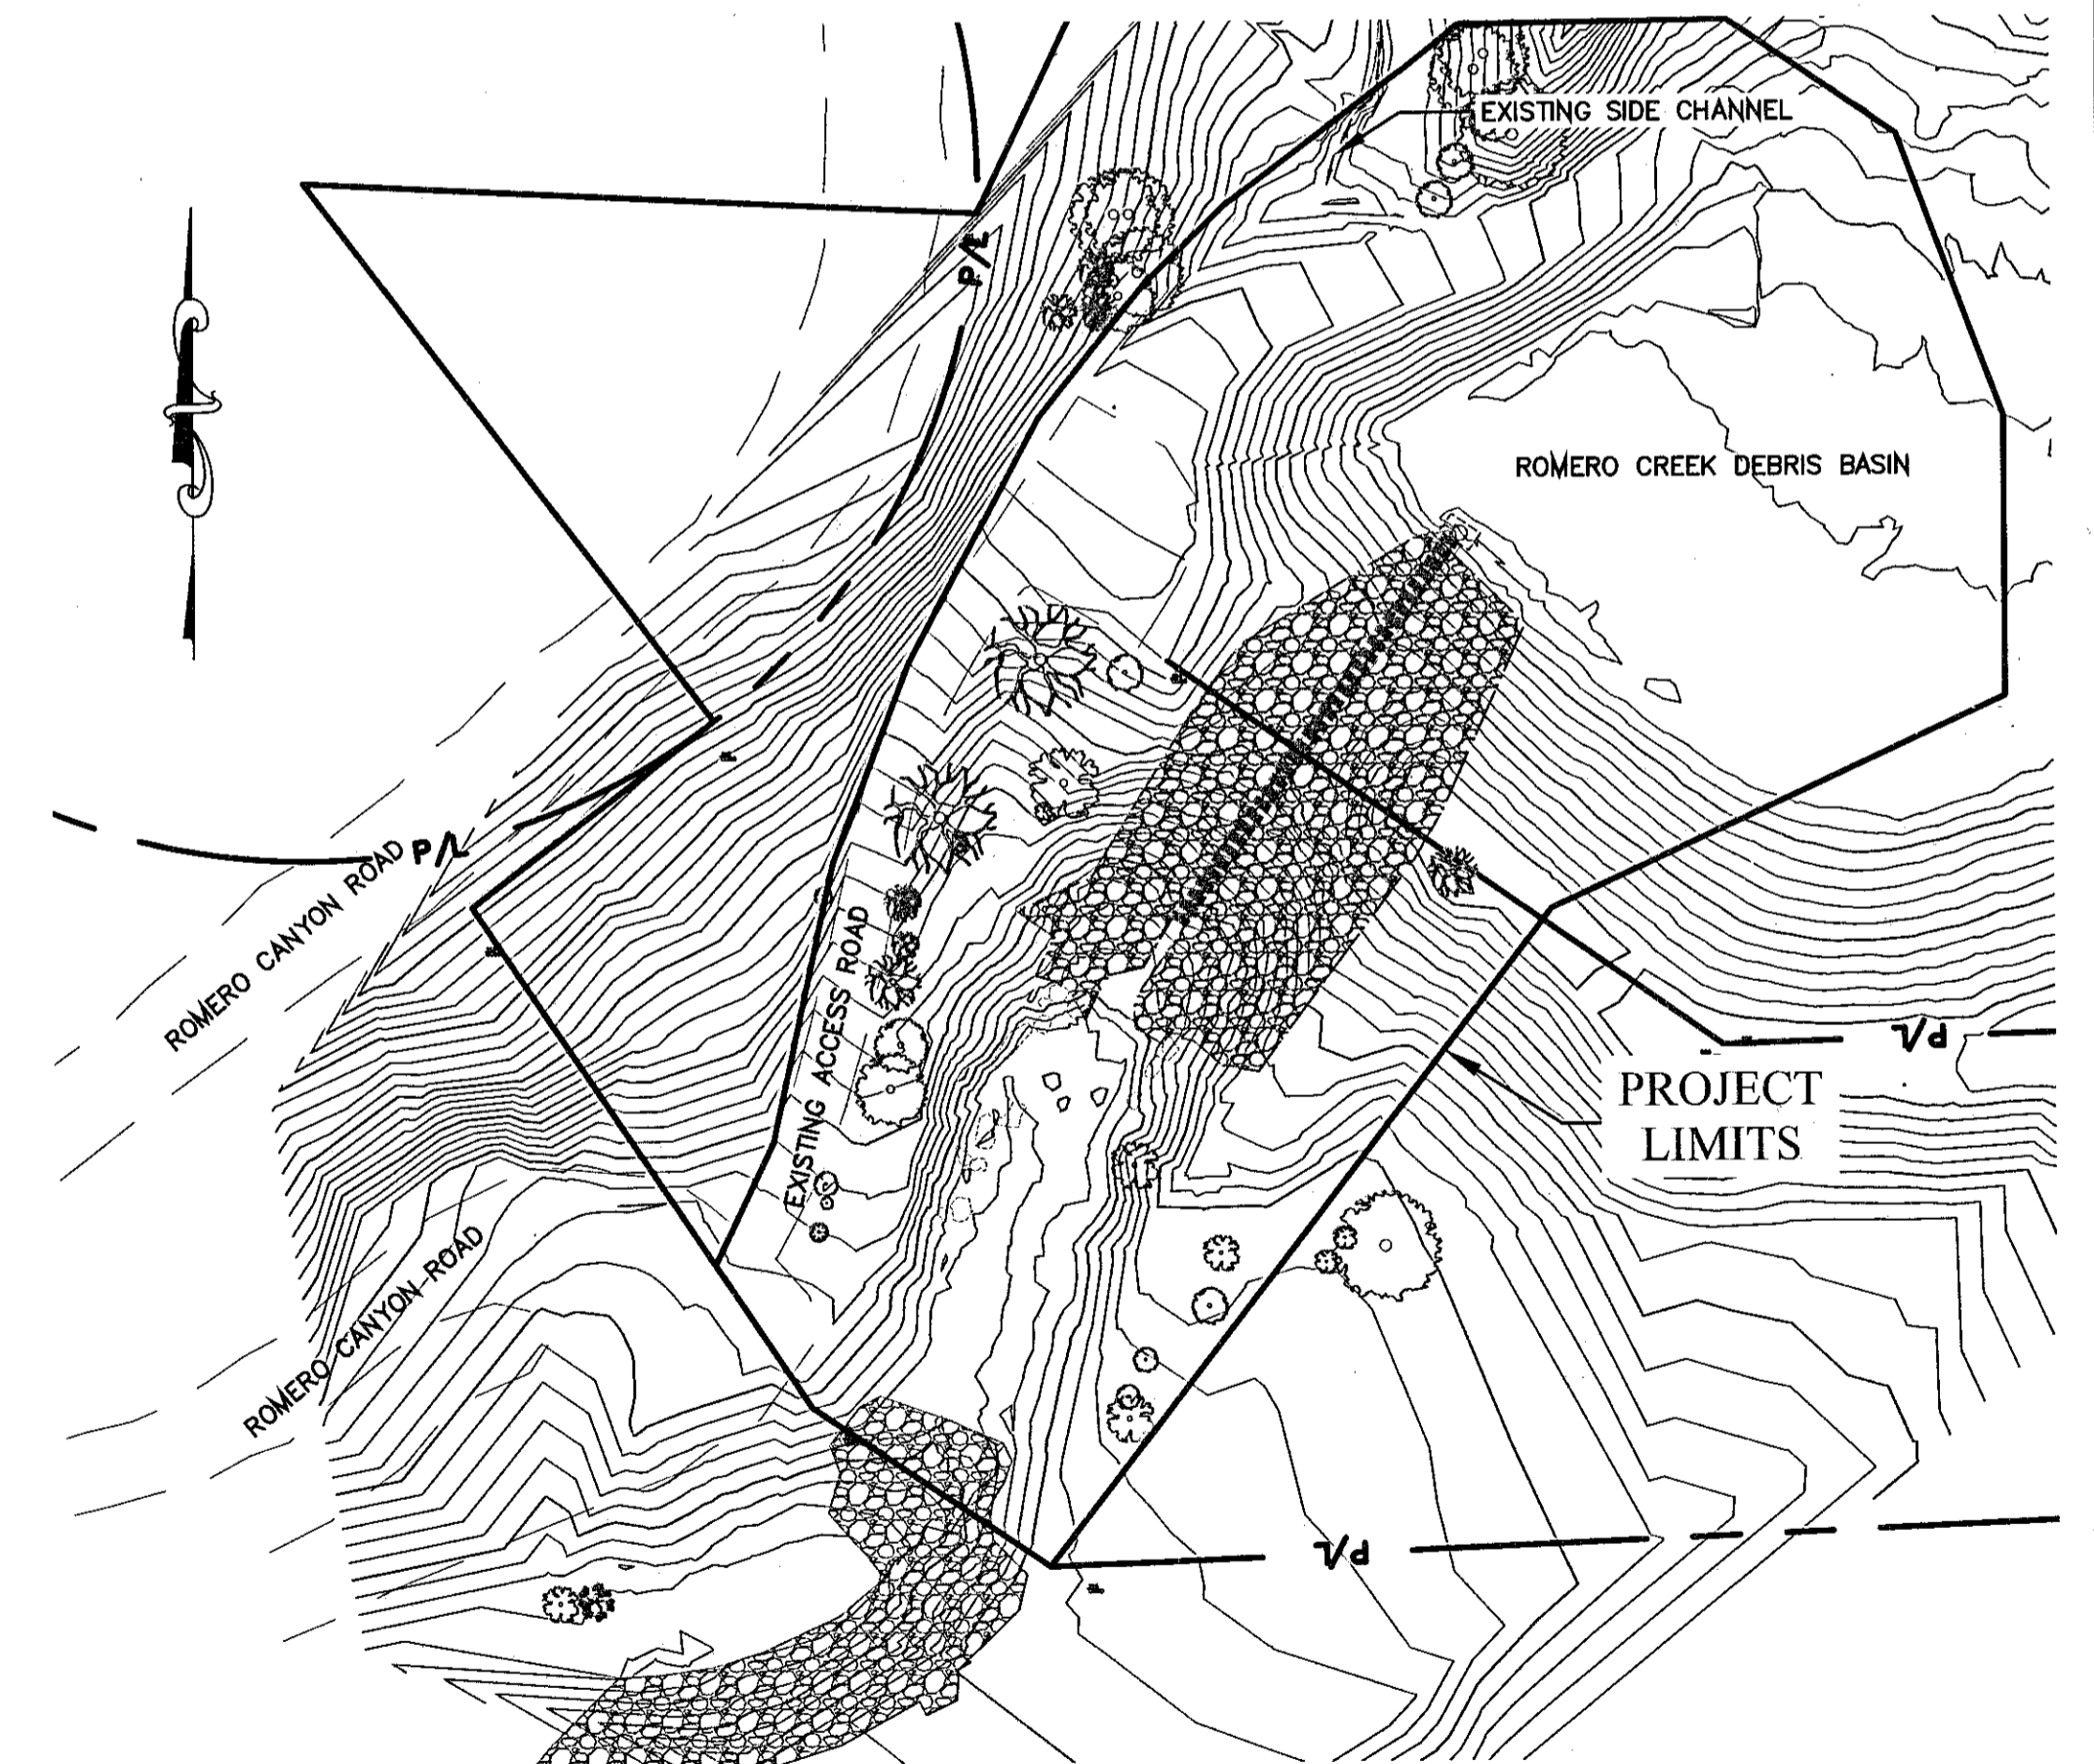 EXISTING SIDE CHANNEL
P/L
ROMERO CREEK DEBRIS BASIN
P/L
ROMERO CANYON ROAD
EXISTING ACCESS ROAD
P/L
PROJECT
LIMITS
ROMERO CANYON ROAD
P/L